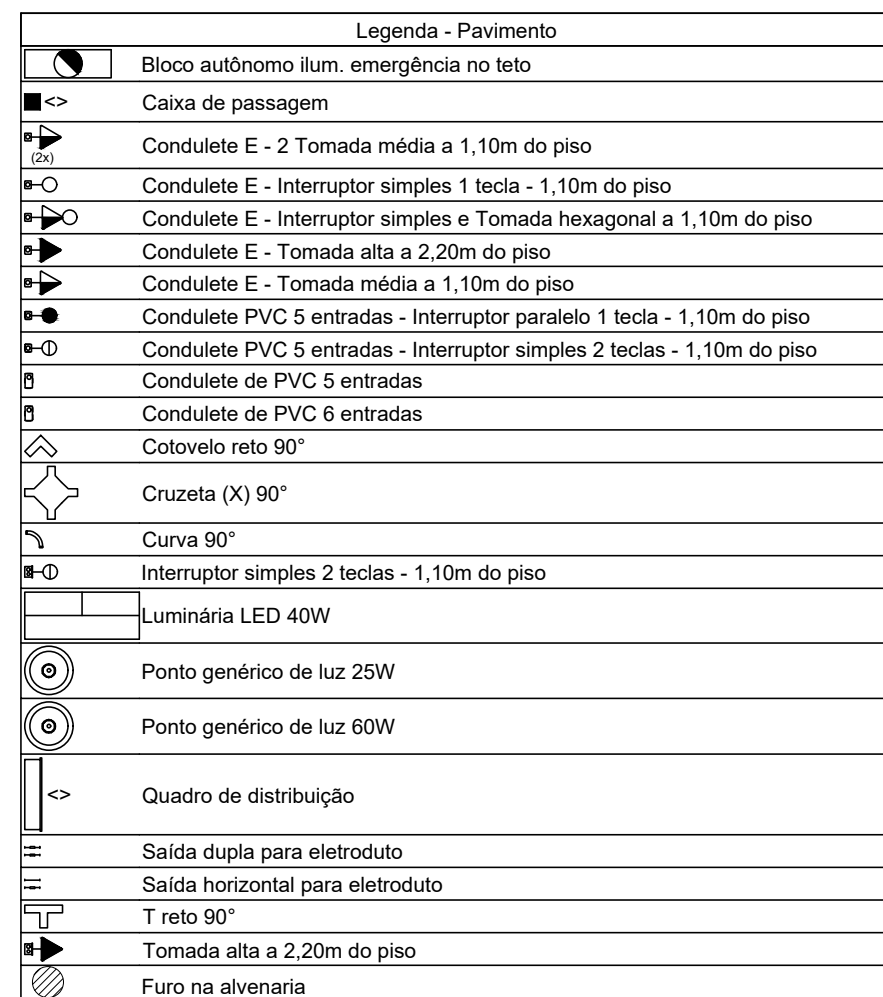 Legenda - Pavimento
Bloco autônomo ilum. emergência no teto
<> Caixa de passagem
(2x) Condulete E - 2 Tomada média a 1,10m do piso
Condulete E - Interruptor simples 1 tecla - 1,10m do piso
Condulete E - Interruptor simples e Tomada hexagonal a 1,10m do piso
Condulete E - Tomada alta a 2,20m do piso
Condulete E - Tomada média a 1,10m do piso
Condulete PVC 5 entradas - Interruptor paralelo 1 tecla - 1,10m do piso
Condulete PVC 5 entradas - Interruptor simples 2 teclas - 1,10m do piso
Condulete de PVC 5 entradas
Condulete de PVC 6 entradas
Cotovelo reto 90°
Cruzeta (X) 90°
Curva 90°
Interruptor simples 2 teclas - 1,10m do piso
Luminária LED 40W
Ponto genérico de luz 25W
Ponto genérico de luz 60W
<> Quadro de distribuição
Saída dupla para eletroduto
Saída horizontal para eletroduto
T reto 90°
Tomada alta a 2,20m do piso
Furo na alvenaria